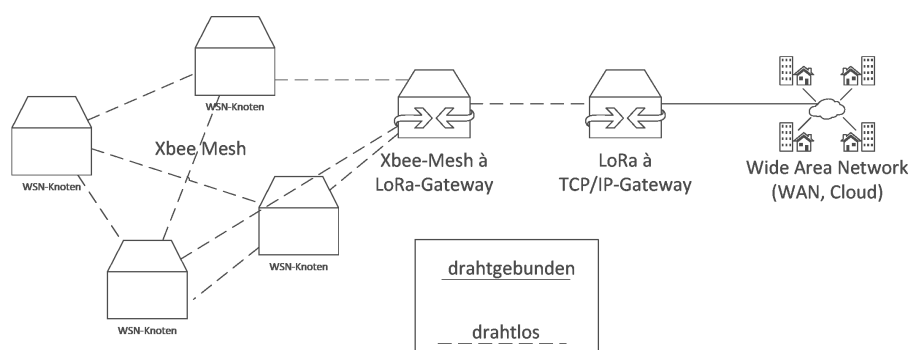 WSN-Knoten
Xbee Mesh
WSN-Knoten
WSN-Knoten
WSN-Knoten
Xbee-Mesh à
LoRa-Gateway
LoRa à
TCP/IP-Gateway
Wide Area Network
(WAN, Cloud)
drahtgebunden
drahtlos